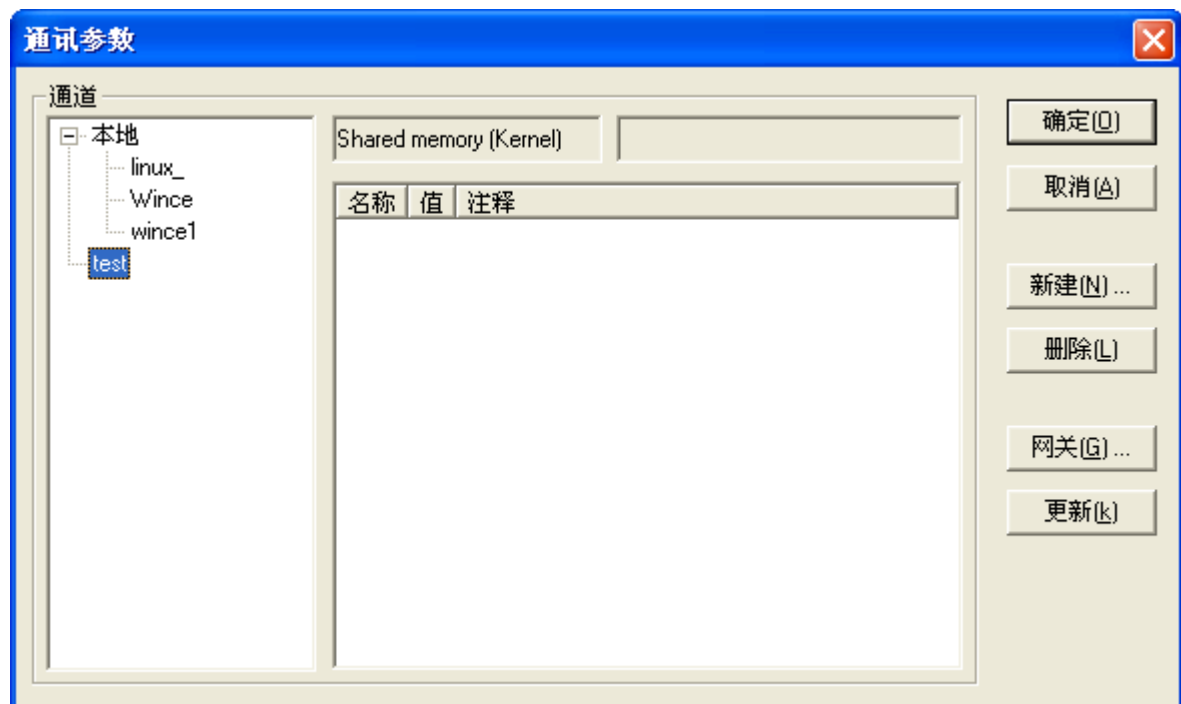 通讯参数
通道
本地
linux_
Wince
wince1
test
Shared memory (Kernel)
名称 值 注释
确定(O)
取消(A)
新建(N) ...
删除(L)
网关(G) ...
更新(k)